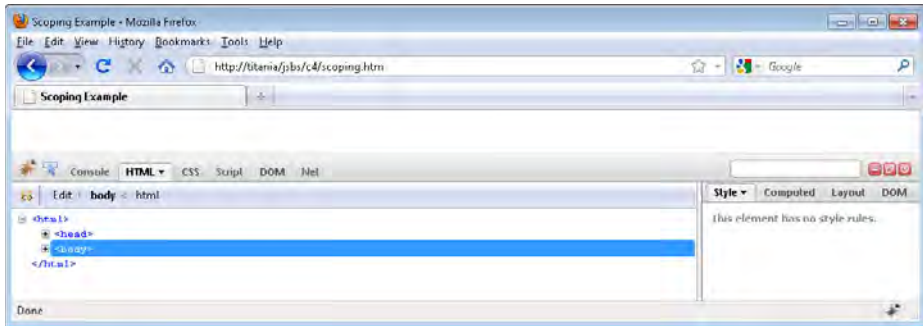 Scoping Example - Mozilla Firefox
File Edit View History Bookmarks Tools Help
http://titania/jsbs/c4/scoping.htm
Google
Scoping Example
Console HTML CSS Script DOM Net
Edit body < html
Style Computed Layout DOM
<html>
This element has no style rules.
<head>
<body>
</html>
Done